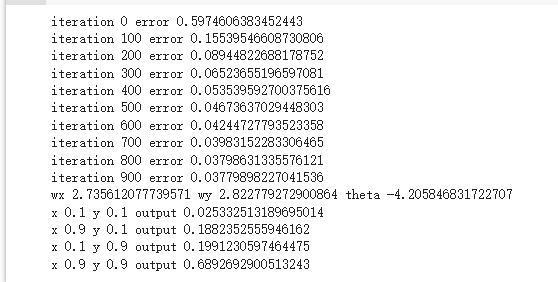 iteration 0 error 0.5974606383452443
iteration 100 error 0.15539546608730806
iteration 200 error 0.08944822688178752
iteration 300 error 0.06523655196597081
iteration 400 error 0.053539592700375616
iteration 500 error 0.04673637029448303
iteration 600 error 0.04244727793523358
iteration 700 error 0.03983152283306465
iteration 800 error 0.03798631335576121
iteration 900 error 0.03779898227041536
wx 2.735612077739571 wy 2.822779272900864 theta -4.205846831722707
x 0.1 y 0.1 output 0.025332513189695014
x 0.9 y 0.1 output 0.1882352555946162
x 0.1 y 0.9 output 0.1991230597464475
x 0.9 y 0.9 output 0.6892692900513243